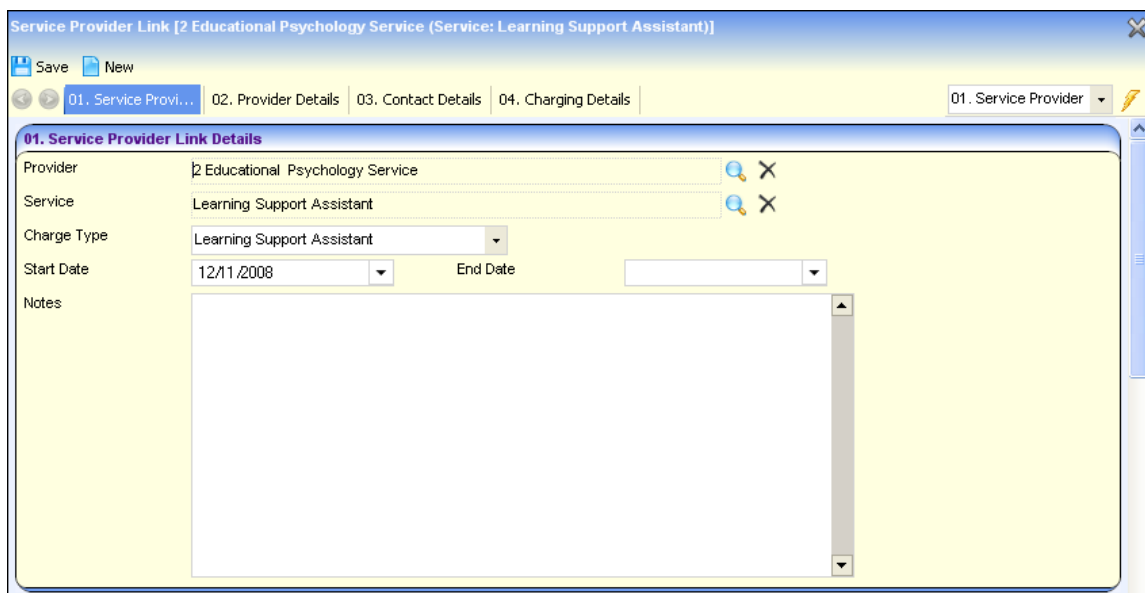 Service Provider Link [2 Educational Psychology Service (Service: Learning Support Assistant)]
Save New
01. Service Provi... 02. Provider Details 03. Contact Details 04. Charging Details 01. Service Provider
01. Service Provider Link Details
Provider 2 Educational Psychology Service
Service Learning Support Assistant
Charge Type Learning Support Assistant
Start Date 12/11/2008 End Date
Notes